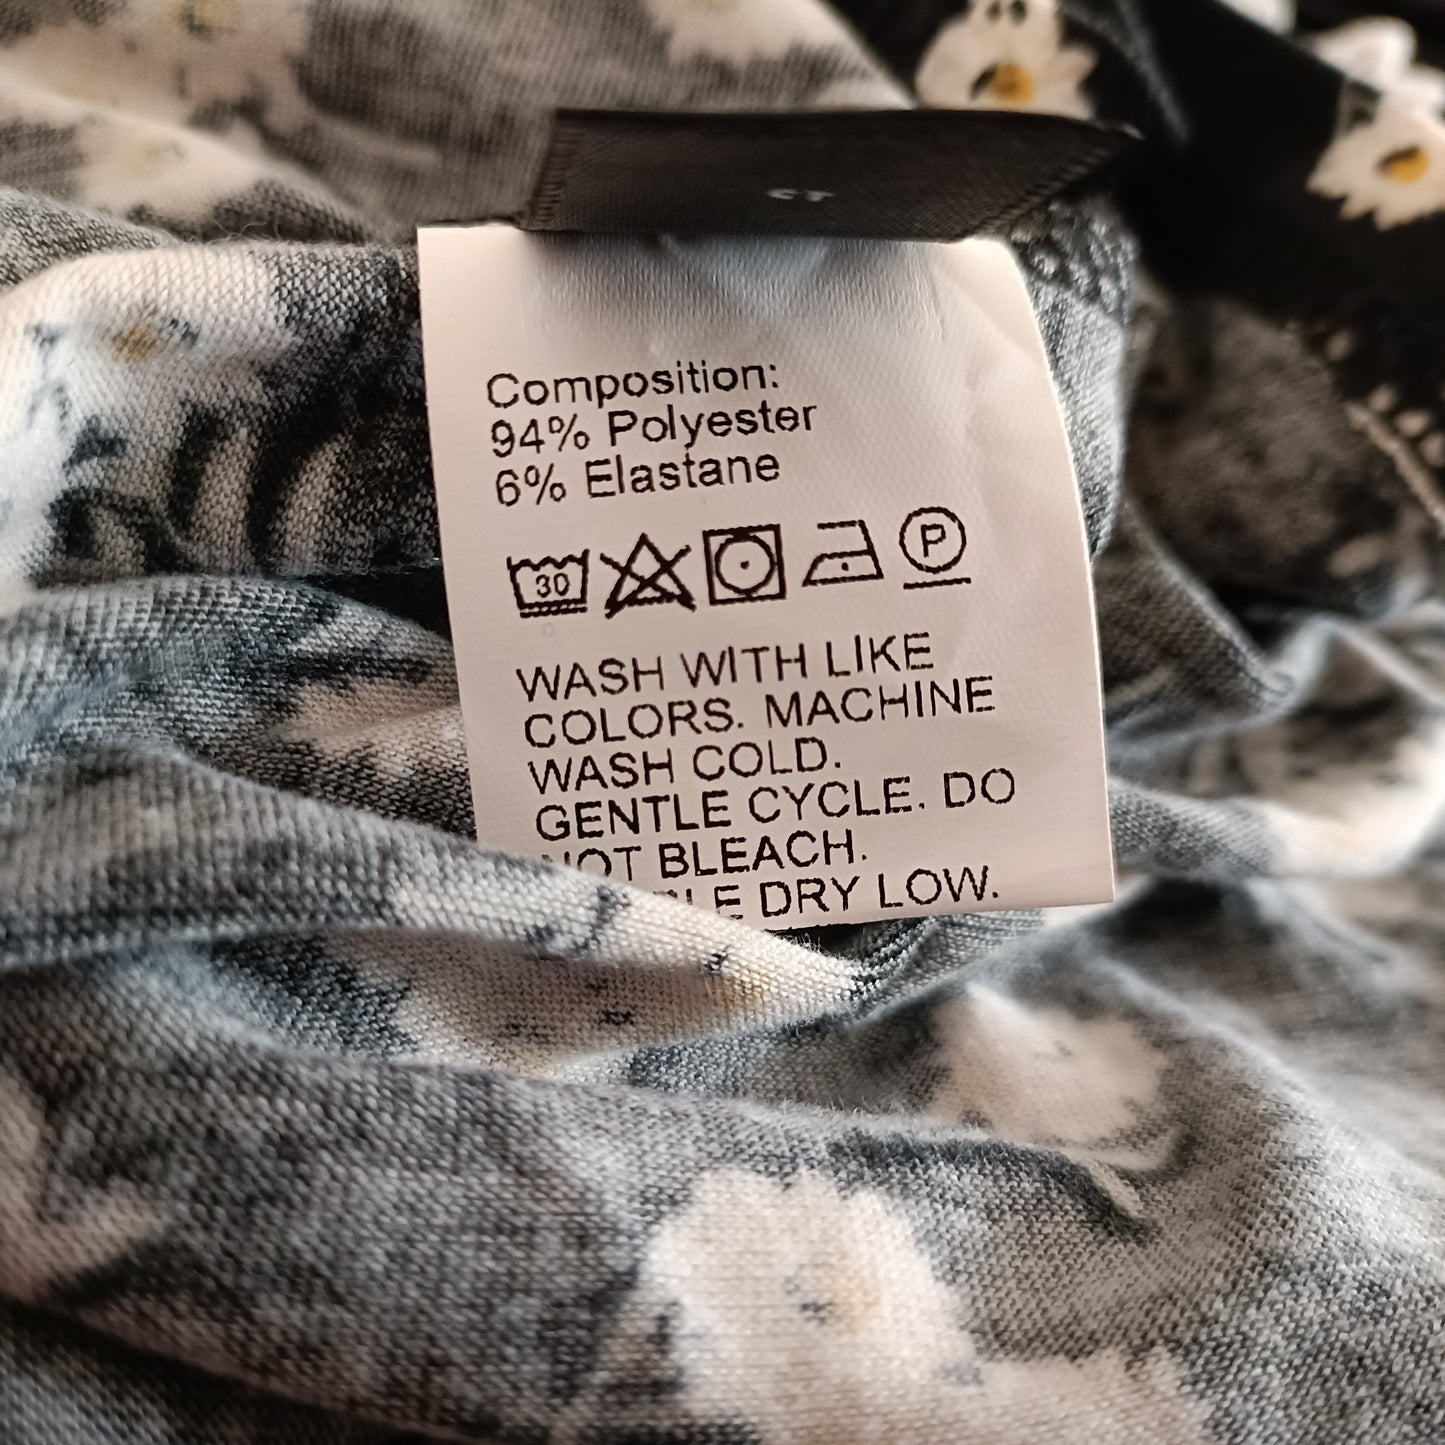 Composition:
94% Polyester
6% Elastane
30 P
WASH WITH LIKE
COLORS. MACHINE
WASH COLD.
GENTLE CYCLE. DO
NOT BLEACH.
DRY LOW.